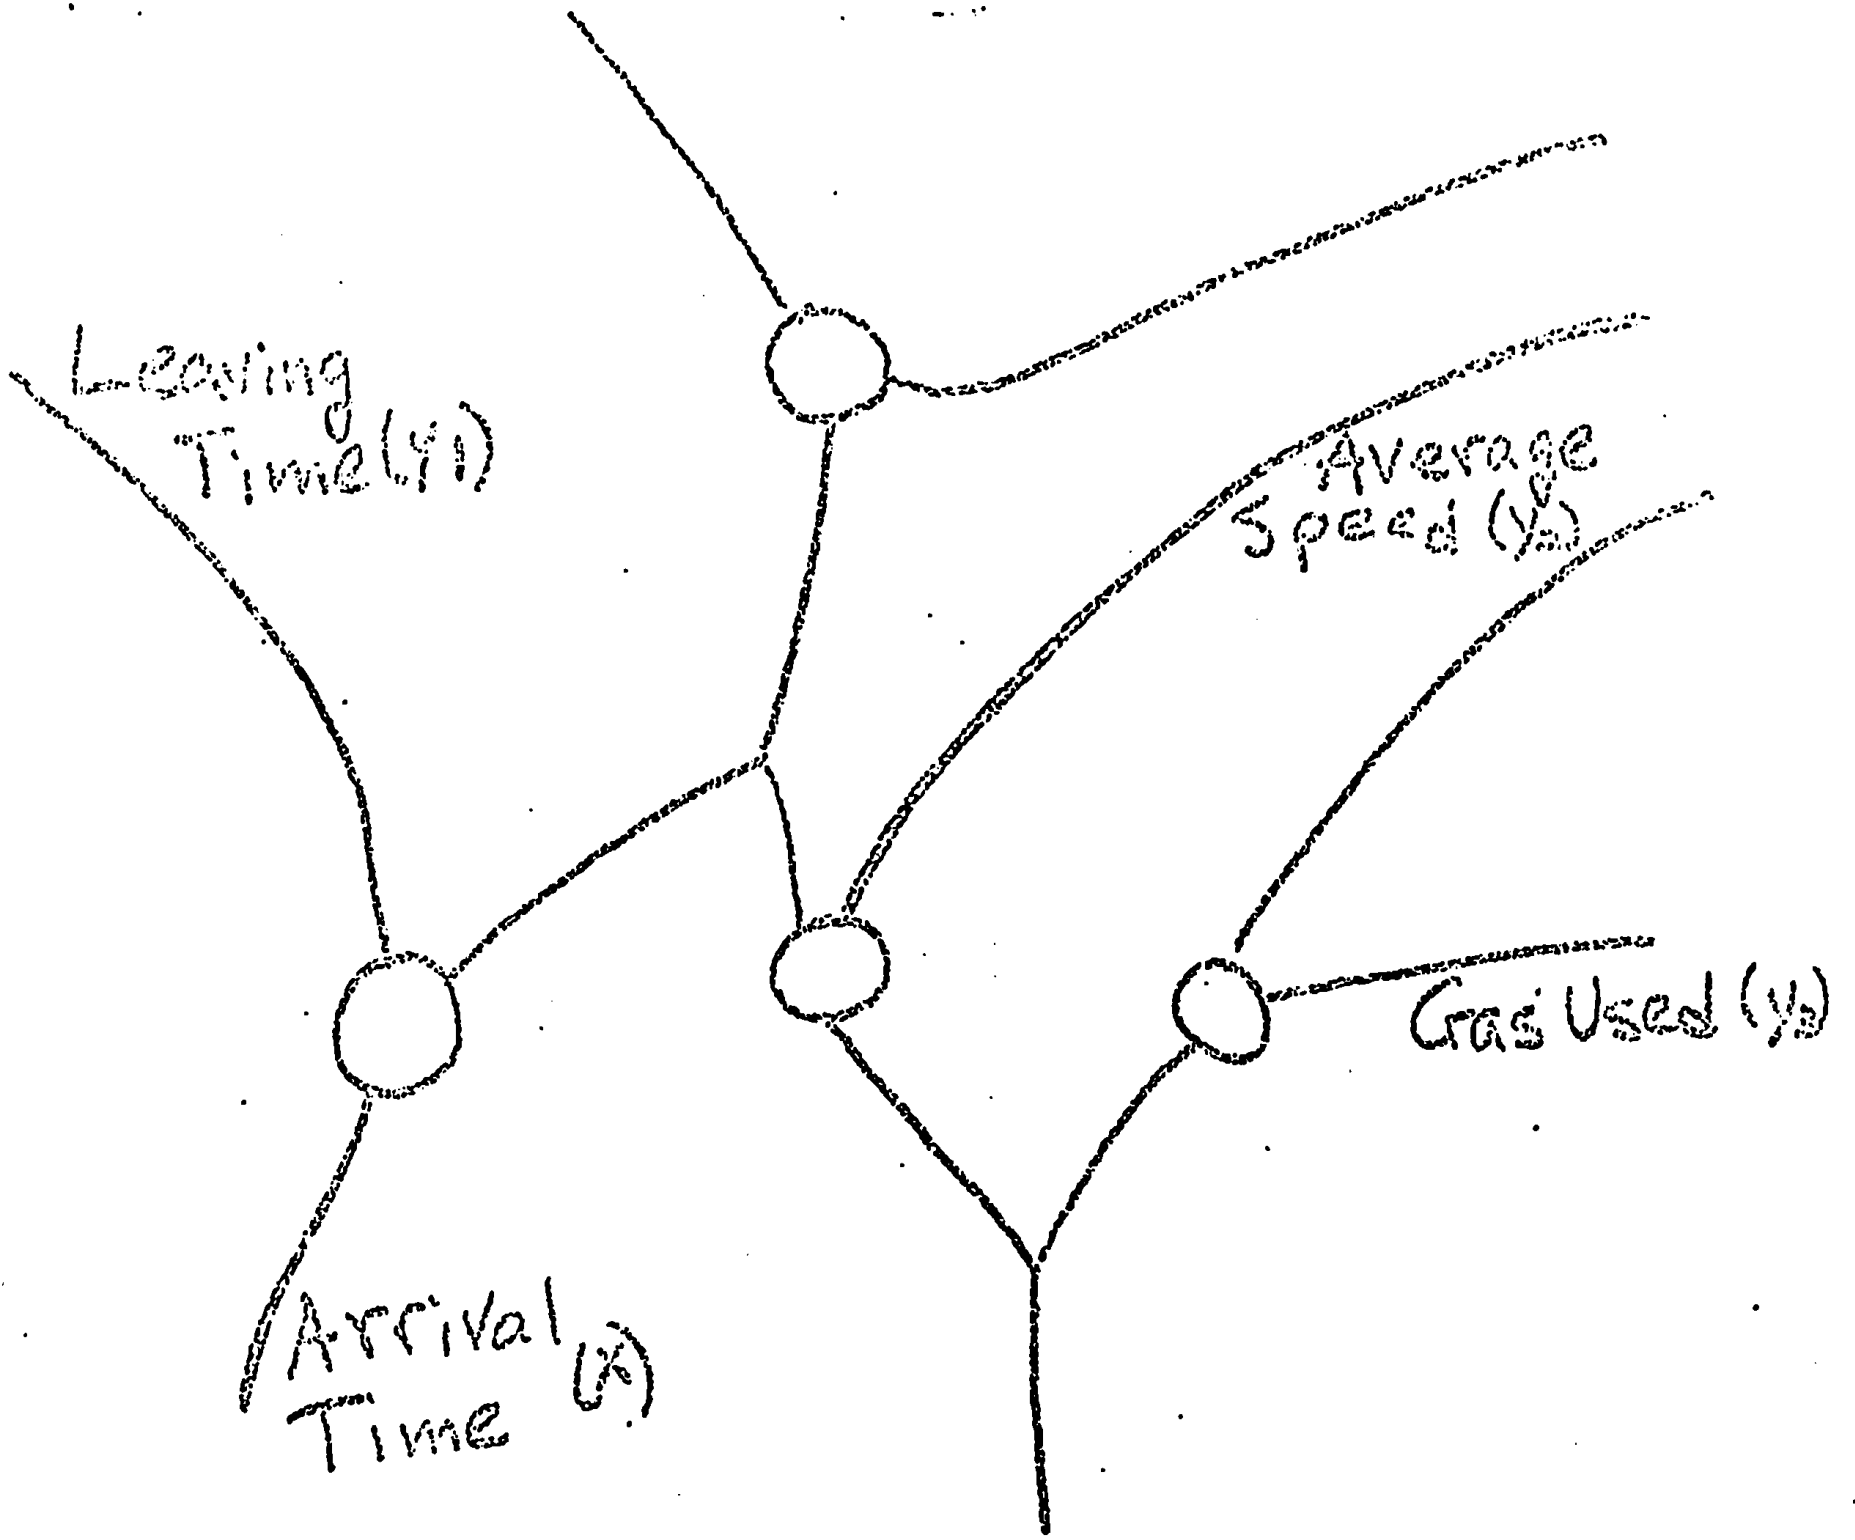 Leaving
Time (y1)
Average
Speed (y2)
Gas Used (y3)
Arrival
Time (x)